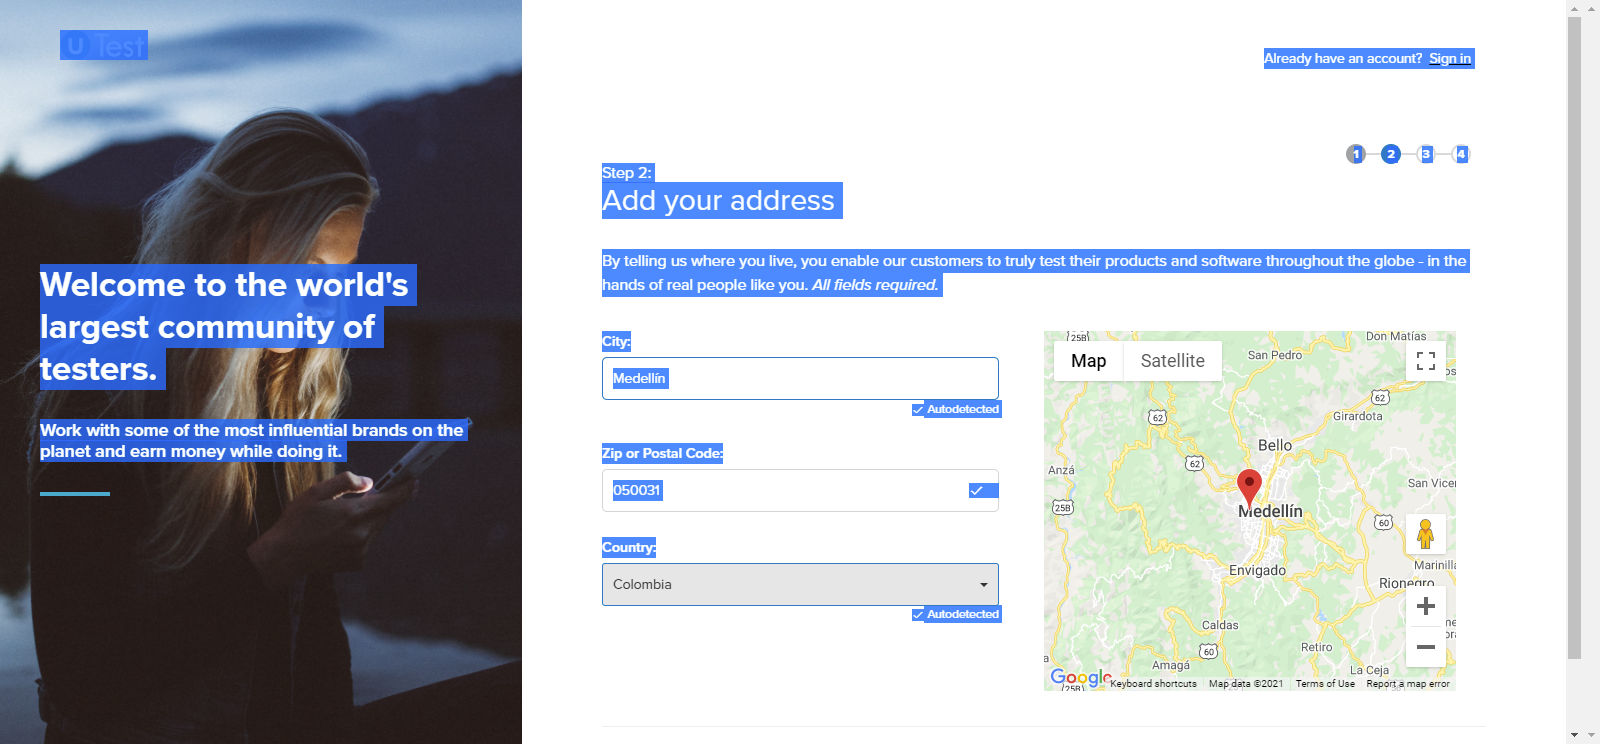 uTest
Already have an account? Sign in
1 2 3 4
Step 2:
Add your address
Welcome to the world's
largest community of
testers.
Work with some of the most influential brands on the
planet and earn money while doing it.
By telling us where you live, you enable our customers to truly test their products and software throughout the globe - in the
hands of real people like you. All fields required.
City:
Medellín
Autodetected
Zip or Postal Code:
050031
Country:
Colombia
Autodetected
Map Satellite
25B
Don Matías
San Pedro
62
62
Girardota
Bello
62
Anzá
San Vice
25B
Medellín
60
Envigado
Marinilla
Rionegro
Caldas
60
Retiro
Amagá
La Ceja
Google
25B
Keyboard shortcuts Map data ©2021 Terms of Use Report a map error